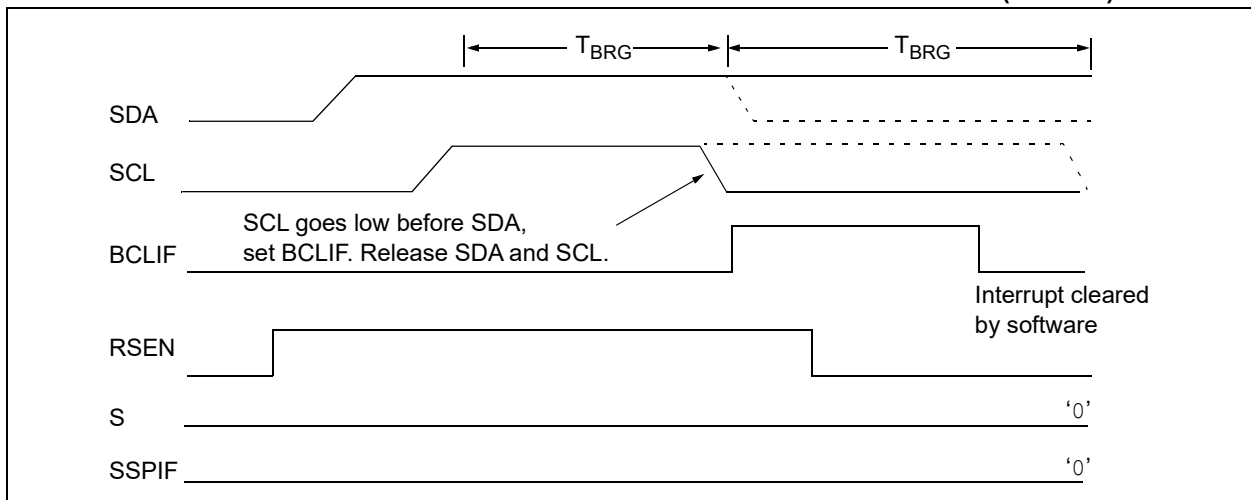 TBRG TBRG
SDA
SCL
SCL goes low before SDA,
set BCLIF. Release SDA and SCL.
BCLIF
Interrupt cleared
by software
RSEN
S ‘0’
SSPIF ‘0’